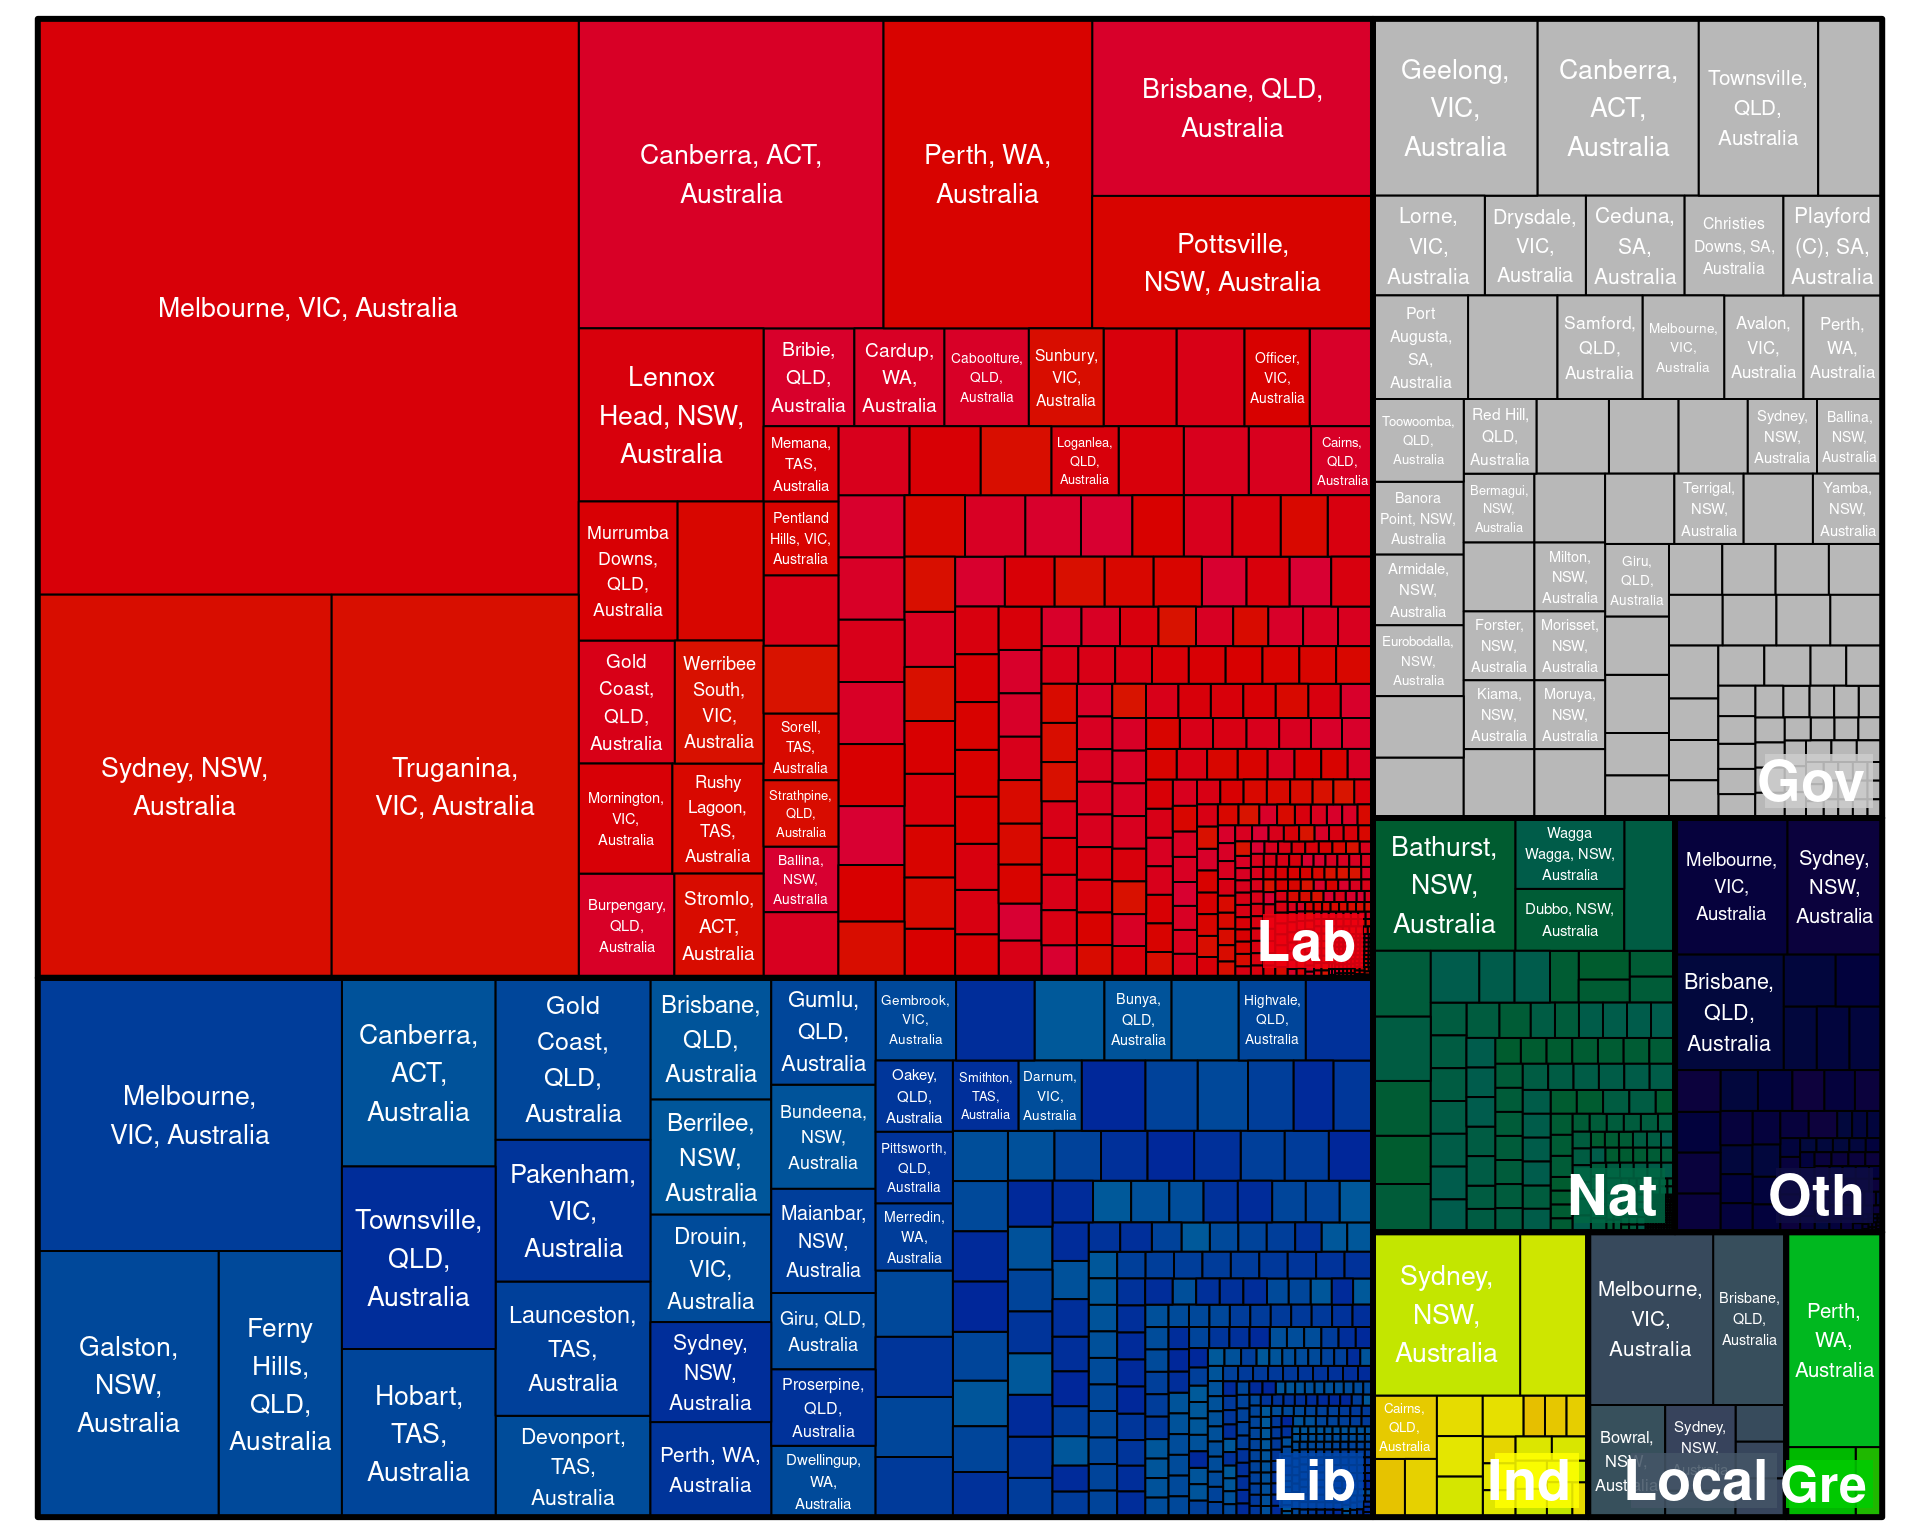 Melbourne, VIC, Australia
Sydney, NSW,
Australia
Truganina,
VIC, Australia
Canberra, ACT,
Australia
Perth, WA,
Australia
Brisbane, QLD,
Australia
Pottsville,
NSW, Australia
Lennox
Head, NSW,
Australia
Murrumba
Downs,
QLD,
Australia
Gold
Coast,
QLD,
Australia
Werribee
South,
VIC,
Australia
Mornington,
VIC,
Australia
Rushy
Lagoon,
TAS,
Australia
Burpengary,
QLD,
Australia
Stromlo,
ACT,
Australia
Bribie,
QLD,
Australia
Cardup,
WA,
Australia
Caboolture,
QLD,
Australia
Sunbury,
VIC,
Australia
Officer,
VIC,
Australia
Memana,
TAS,
Australia
Loganlea,
QLD,
Australia
Cairns,
QLD,
Australia
Pentland
Hills, VIC,
Australia
Sorell,
TAS,
Australia
Strathpine,
QLD,
Australia
Ballina,
NSW,
Australia
Lab
Geelong,
VIC,
Australia
Canberra,
ACT,
Australia
Townsville,
QLD,
Australia
Lorne,
VIC,
Australia
Drysdale,
VIC,
Australia
Ceduna,
SA,
Australia
Christies
Downs, SA,
Australia
Playford
(C), SA,
Australia
Port
Augusta,
SA,
Australia
Samford,
QLD,
Australia
Melbourne,
VIC,
Australia
Avalon,
VIC,
Australia
Perth,
WA,
Australia
Toowoomba,
QLD,
Australia
Red Hill,
QLD,
Australia
Sydney,
NSW,
Australia
Ballina,
NSW,
Australia
Banora
Point, NSW,
Australia
Bermagui,
NSW,
Australia
Terrigal,
NSW,
Australia
Yamba,
NSW,
Australia
Armidale,
NSW,
Australia
Milton,
NSW,
Australia
Giru,
QLD,
Australia
Eurobodalla,
NSW,
Australia
Forster,
NSW,
Australia
Morisset,
NSW,
Australia
Kiama,
NSW,
Australia
Moruya,
NSW,
Australia
Gov
Melbourne,
VIC, Australia
Galston,
NSW,
Australia
Ferny
Hills,
QLD,
Australia
Canberra,
ACT,
Australia
Townsville,
QLD,
Australia
Hobart,
TAS,
Australia
Gold
Coast,
QLD,
Australia
Pakenham,
VIC,
Australia
Launceston,
TAS,
Australia
Devonport,
TAS,
Australia
Brisbane,
QLD,
Australia
Berrilee,
NSW,
Australia
Drouin,
VIC,
Australia
Sydney,
NSW,
Australia
Perth, WA,
Australia
Gumlu,
QLD,
Australia
Bundeena,
NSW,
Australia
Maianbar,
NSW,
Australia
Giru, QLD,
Australia
Proserpine,
QLD,
Australia
Dwellingup,
WA,
Australia
Gembrook,
VIC,
Australia
Bunya,
QLD,
Australia
Highvale,
QLD,
Australia
Oakey,
QLD,
Australia
Smithton,
TAS,
Australia
Darnum,
VIC,
Australia
Pittsworth,
QLD,
Australia
Merredin,
WA,
Australia
Lib
Bathurst,
NSW,
Australia
Wagga
Wagga, NSW,
Australia
Dubbo, NSW,
Australia
Nat
Melbourne,
VIC,
Australia
Sydney,
NSW,
Australia
Brisbane,
QLD,
Australia
Oth
Sydney,
NSW,
Australia
Cairns,
QLD,
Australia
Ind
Melbourne,
VIC,
Australia
Brisbane,
QLD,
Australia
Bowral,
NSW,
Australia
Sydney,
NSW,
Australia
Local
Perth,
WA,
Australia
Gre